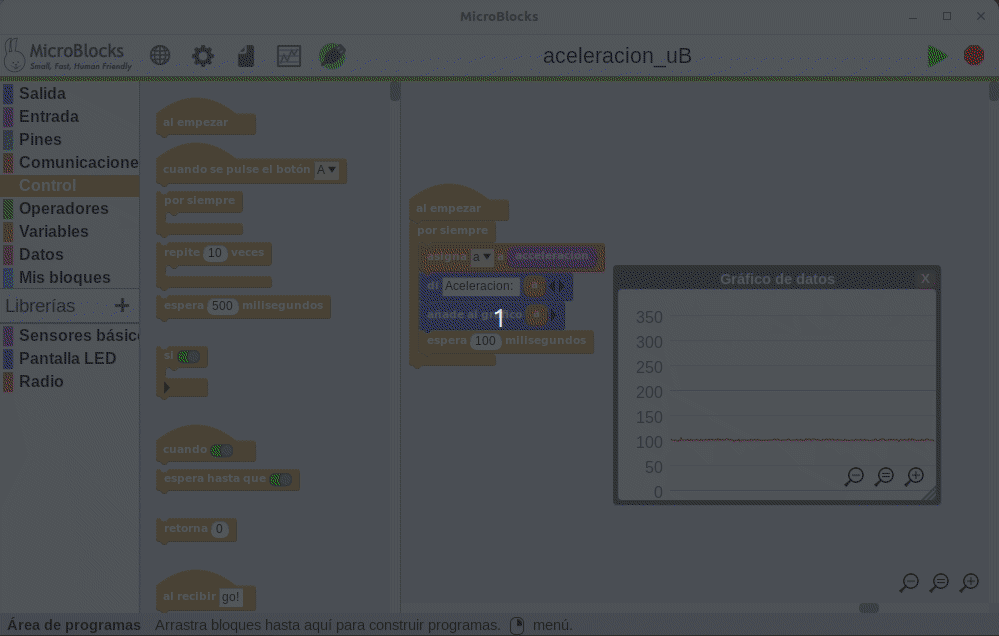 MicroBlocks
MicroBlocks
Small, Fast, Human Friendly
aceleracion_uB
Salida
Entrada
Pines
Comunicacione
Control
Operadores
Variables
Datos
Mis bloques
Librerías +
Sensores básico
Pantalla LED
Radio
al empezar
cuando se pulse el botón A
por siempre
repite 10 veces
espera 500 milisegundos
si
cuando
espera hasta que
retorna 0
al recibir go!
al empezar
por siempre
asigna a a aceleración
di Aceleracion: a
añade al gráfico a
espera 100 milisegundos
1
Gráfico de datos X
350
300
250
200
150
100
50
0
Área de programas Arrastra bloques hasta aquí para construir programas. menú.